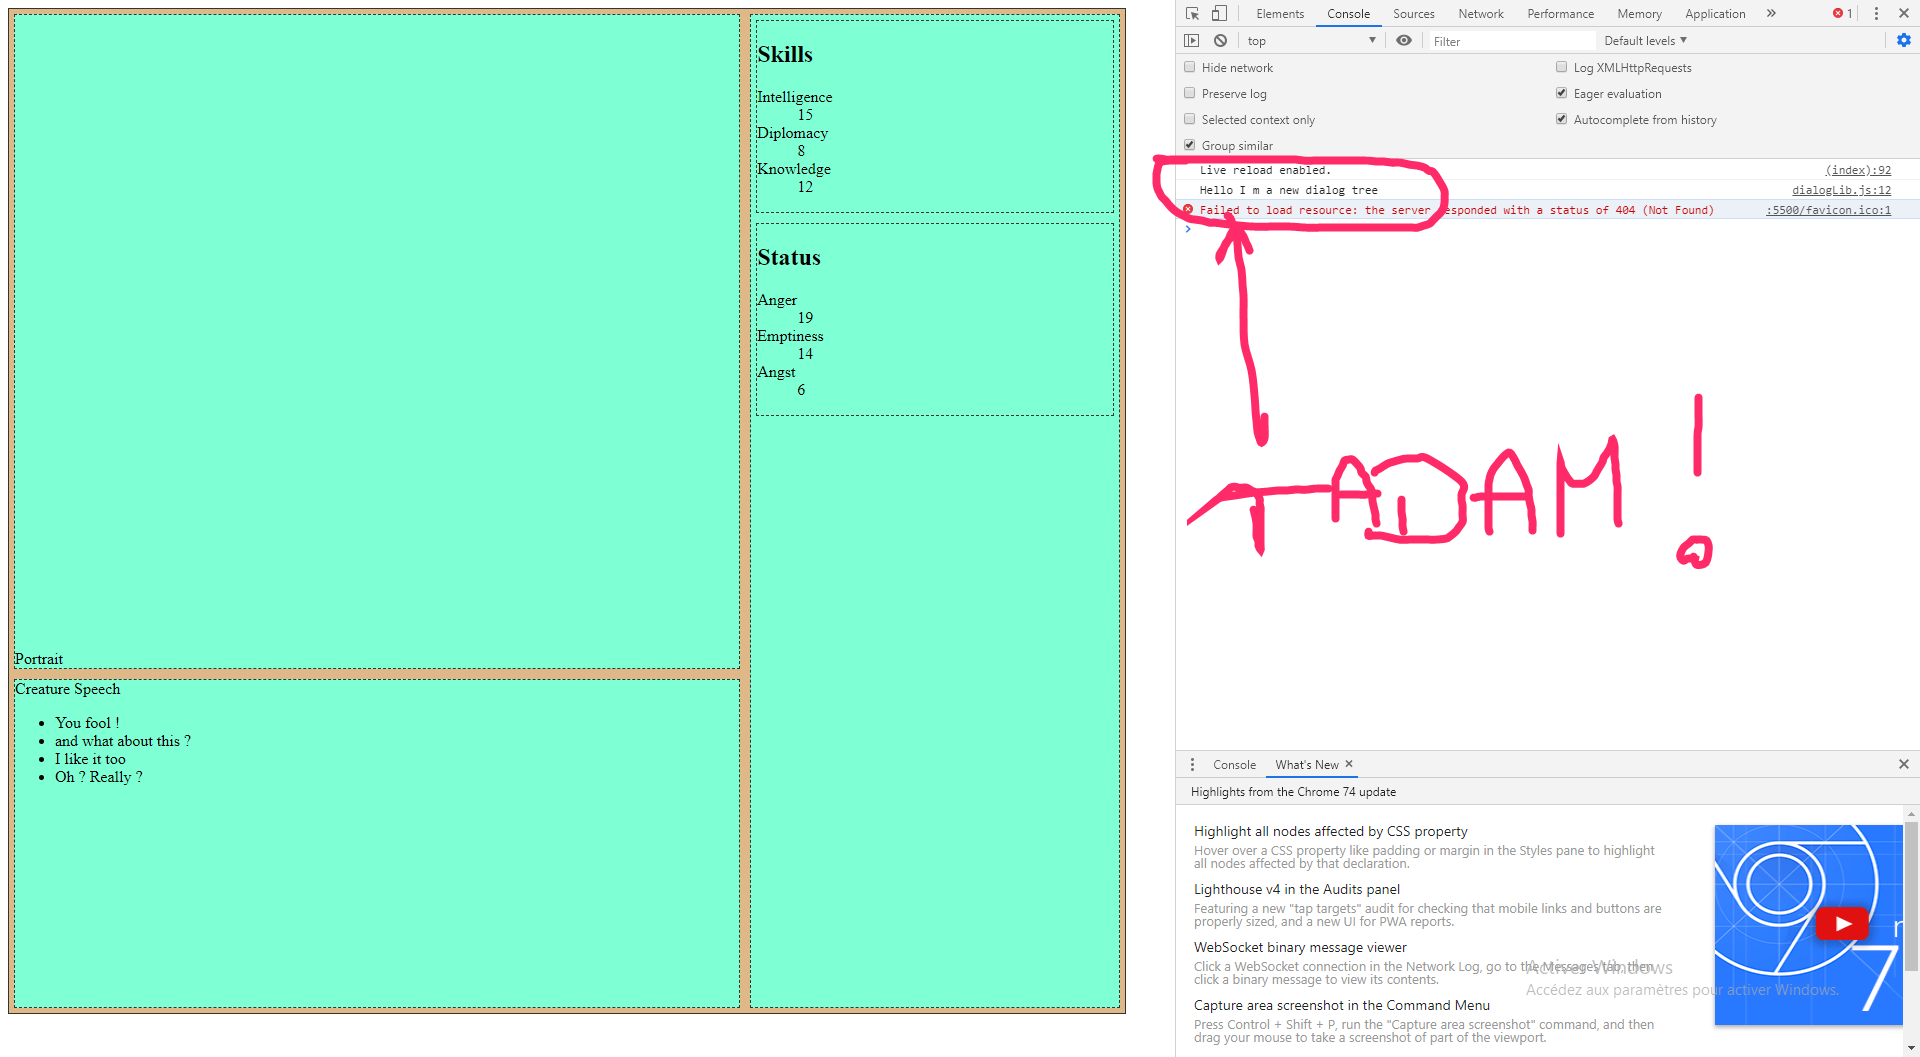 Skills
Intelligence
15
Diplomacy
8
Knowledge
12
Status
Anger
19
Emptiness
14
Angst
6
Portrait
Creature Speech
You fool !
and what about this ?
I like it too
Oh ? Really ?
Elements Console Sources Network Performance Memory Application » 1
top Filter Default levels
Hide network Log XMLHttpRequests
Preserve log Eager evaluation
Selected context only Autocomplete from history
Group similar
Live reload enabled. (index):92
Hello I m a new dialog tree dialogLib.js:12
Failed to load resource: the server responded with a status of 404 (Not Found) :5500/favicon.ico:1
TADAM !
Console What's New
Highlights from the Chrome 74 update
Highlight all nodes affected by CSS property
Hover over a CSS property like padding or margin in the Styles pane to highlight
all nodes affected by that declaration.
Lighthouse v4 in the Audits panel
Featuring a new "tap targets" audit for checking that mobile links and buttons are
properly sized, and a new UI for PWA reports.
WebSocket binary message viewer
Click a WebSocket connection in the Network Log, go to the Messages tab, then
click a binary message to view its contents.
Capture area screenshot in the Command Menu
Press Control + Shift + P, run the "Capture area screenshot" command, and then
drag your mouse to take a screenshot of part of the viewport.
Activer Windows
Accédez aux paramètres pour activer Windows.
7